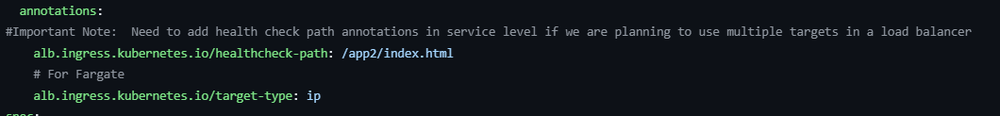 annotations:
#Important Note:  Need to add health check path annotations in service level if we are planning to use multiple targets in a load balancer
alb.ingress.kubernetes.io/healthcheck-path: /app2/index.html
# For Fargate
alb.ingress.kubernetes.io/target-type: ip
spec: